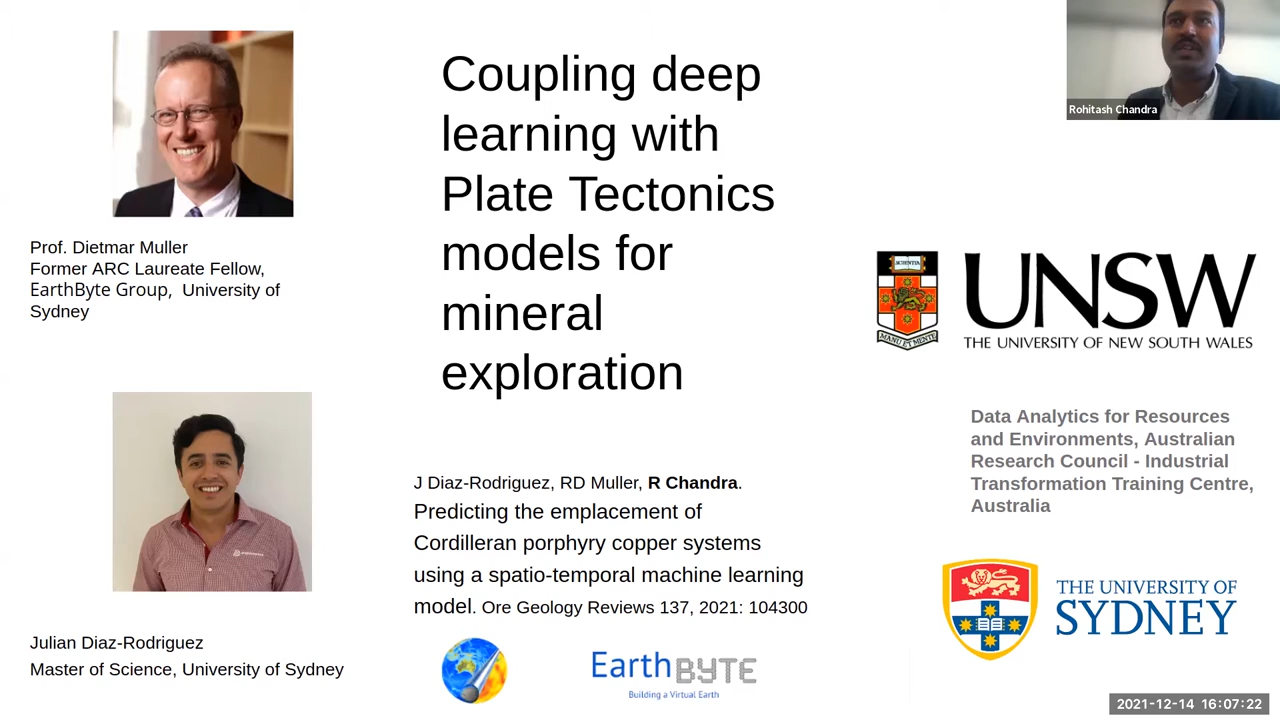 Prof. Dietmar Muller
Former ARC Laureate Fellow,
EarthByte Group, University of
Sydney
Julian Diaz-Rodriguez
Master of Science, University of Sydney
Coupling deep
learning with
Plate Tectonics
models for
mineral
exploration
J Diaz-Rodriguez, RD Muller, R Chandra.
Predicting the emplacement of
Cordilleran porphyry copper systems
using a spatio-temporal machine learning
model. Ore Geology Reviews 137, 2021: 104300
EarthBYTE
Building a Virtual Earth
Rohitash Chandra
SCIENTIA
MANU ET MENTE
UNSW
THE UNIVERSITY OF NEW SOUTH WALES
Data Analytics for Resources
and Environments, Australian
Research Council - Industrial
Transformation Training Centre,
Australia
THE UNIVERSITY OF
SYDNEY
2021-12-14 16:07:22